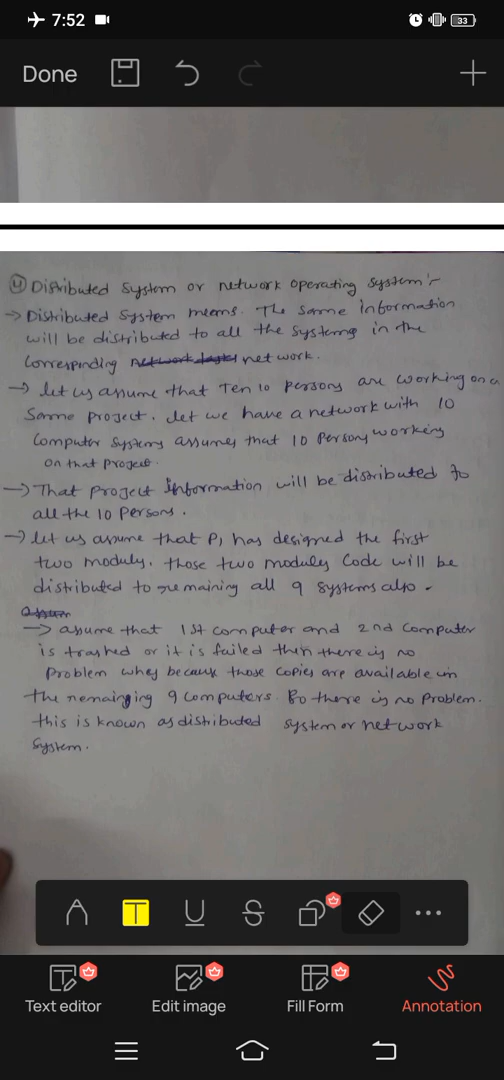 7:52
33
Done
④ Distributed System or network operating system:-
→ Distributed System means. The same information
will be distributed to all the systems in the
corresponding network.
→ let us assume that Ten 10 persons are working on a
Same project. let we have a network with 10
Computer Systems assumes that 10 Persons working
on that project.
→ That project information will be distributed to
all the 10 Persons.
→ let us assume that P1 has designed the first
two modules. those two modules Code will be
distributed to remaining all 9 systems also.
→ assume that 1st computer and 2nd Computer
is trashed or it is failed then there is no
Problem whey because those copies are available in
the remaining 9 computers. So there is no problem.
this is known as distributed system or network
System.
T
U
S
Text editor
Edit image
Fill Form
Annotation